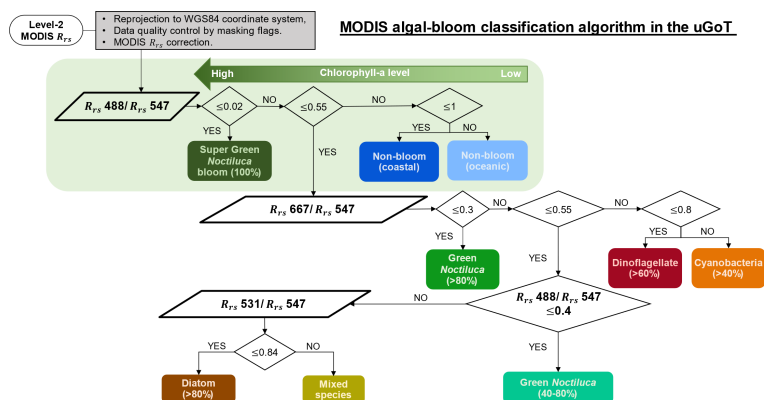 Level-2
MODIS Rrs
• Reprojection to WGS84 coordinate system,
• Data quality control by masking flags.
• MODIS Rrs correction.
MODIS algal-bloom classification algorithm in the uGoT
High Chlorophyll-a level Low
Rrs 488/ Rrs 547
≤0.02
NO
≤0.55
NO
≤1
YES
YES
YES
NO
Super Green
Noctiluca
bloom (100%)
Non-bloom
(coastal)
Non-bloom
(oceanic)
Rrs 667/ Rrs 547
≤0.3
NO
≤0.55
NO
≤0.8
YES
YES
YES
NO
Green
Noctiluca
(>80%)
Dinoflagellate
(>60%)
Cyanobacteria
(>40%)
Rrs 488/ Rrs 547
≤0.4
NO
YES
Rrs 531/ Rrs 547
≤0.84
YES
NO
Diatom
(>80%)
Mixed
species
Green Noctiluca
(40-80%)